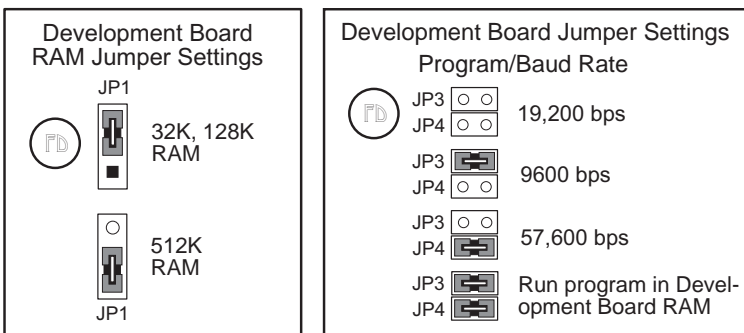 Development Board
RAM Jumper Settings
JP1
FD
32K, 128K
RAM
512K
RAM
JP1
Development Board Jumper Settings
Program/Baud Rate
FD
JP3
JP4
19,200 bps
JP3
JP4
9600 bps
JP3
JP4
57,600 bps
JP3
JP4
Run program in Devel-
opment Board RAM